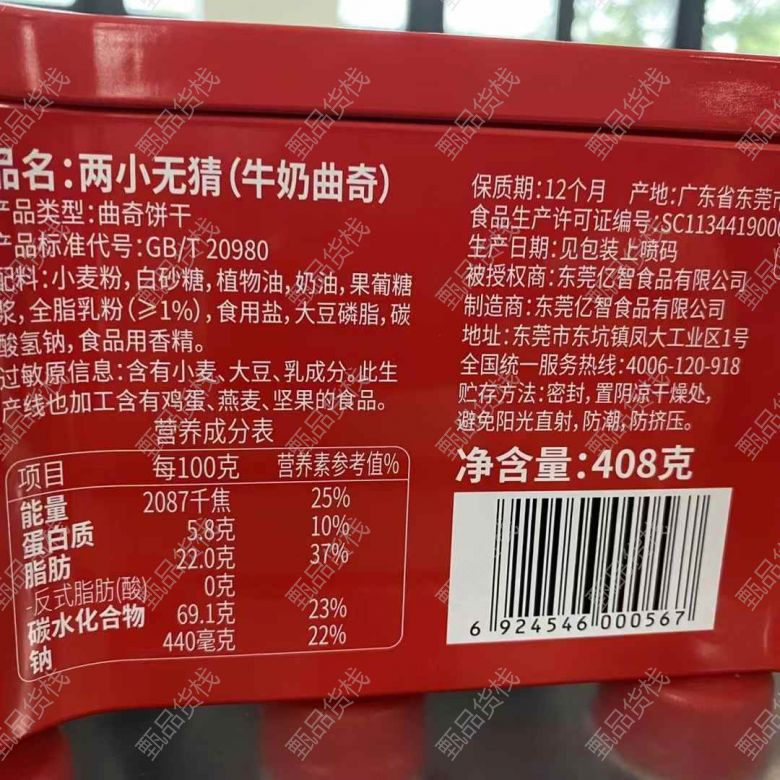 品名:两小无猜(牛奶曲奇)
产品类型:曲奇饼干
产品标准代号:GB/T 20980
配料:小麦粉,白砂糖,植物油,奶油,果葡糖
浆,全脂乳粉(≥1%),食用盐,大豆磷脂,碳
酸氢钠,食品用香精。
过敏原信息:含有小麦、大豆、乳成分。此生
产线也加工含有鸡蛋、燕麦、坚果的食品。
营养成分表
项目 每100克 营养素参考值%
能量 2087千焦 25%
蛋白质 5.8克 10%
脂肪 22.0克 37%
-反式脂肪(酸) 0克
碳水化合物 69.1克 23%
钠 440毫克 22%
保质期:12个月 产地:广东省东莞市
食品生产许可证编号:SC1134419000
生产日期:见包装上喷码
被授权商:东莞亿智食品有限公司
制造商:东莞亿智食品有限公司
地址:东莞市东坑镇凤大工业区1号
全国统一服务热线:4006-120-918
贮存方法:密封,置阴凉干燥处,
避免阳光直射,防潮,防挤压。
净含量:408克
6 924546 000567
甄品货栈